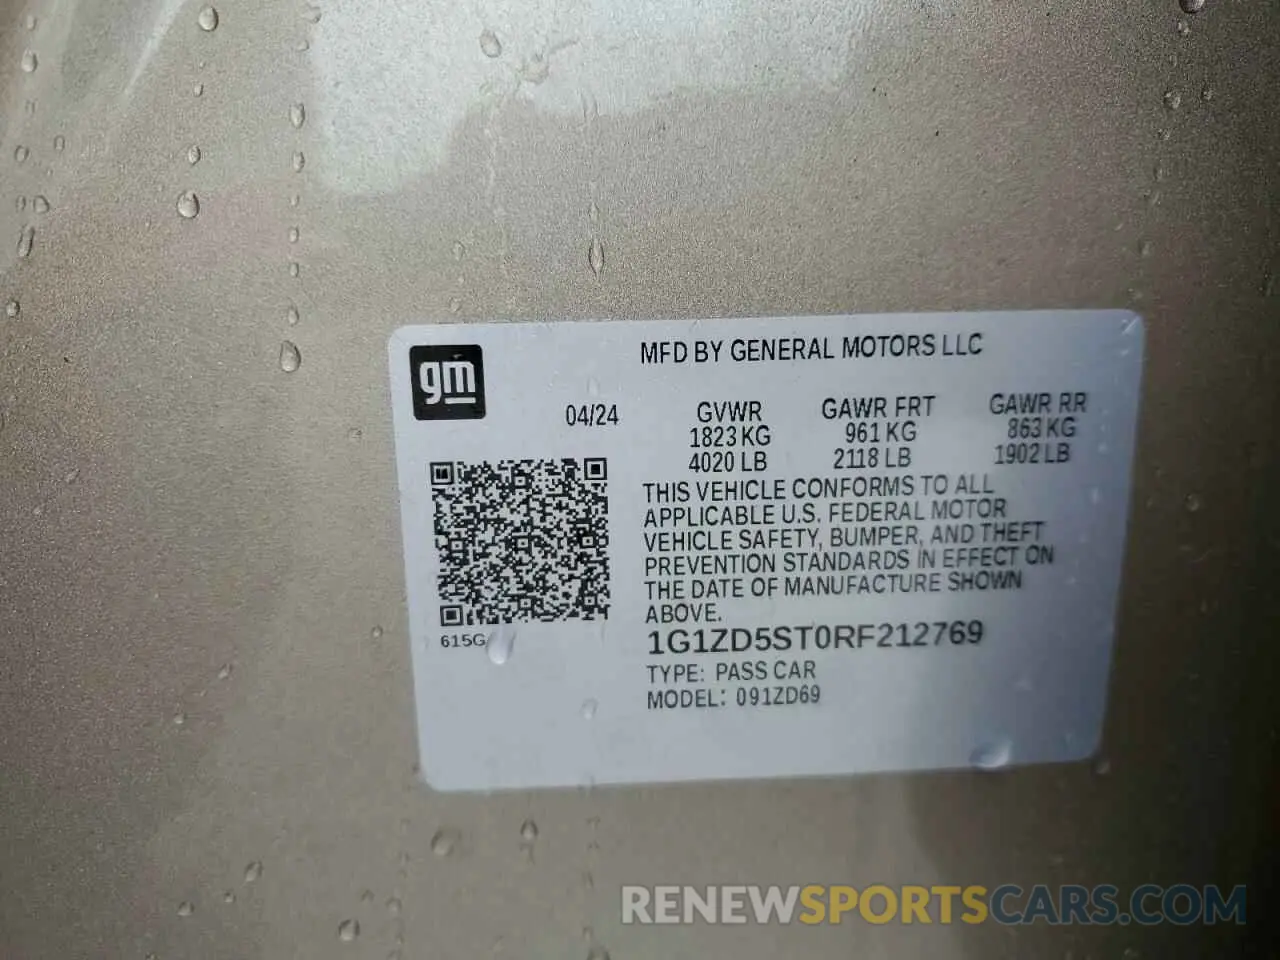 MFD BY GENERAL MOTORS LLC
gm
04/24 GVWR GAWR FRT GAWR RR
1823 KG 961 KG 863 KG
4020 LB 2118 LB 1902 LB
THIS VEHICLE CONFORMS TO ALL
APPLICABLE U.S. FEDERAL MOTOR
VEHICLE SAFETY, BUMPER, AND THEFT
PREVENTION STANDARDS IN EFFECT ON
THE DATE OF MANUFACTURE SHOWN
ABOVE.
615G
1G1ZD5ST0RF212769
TYPE: PASS CAR
MODEL: 091ZD69
RENEWSPORTSCARS.COM